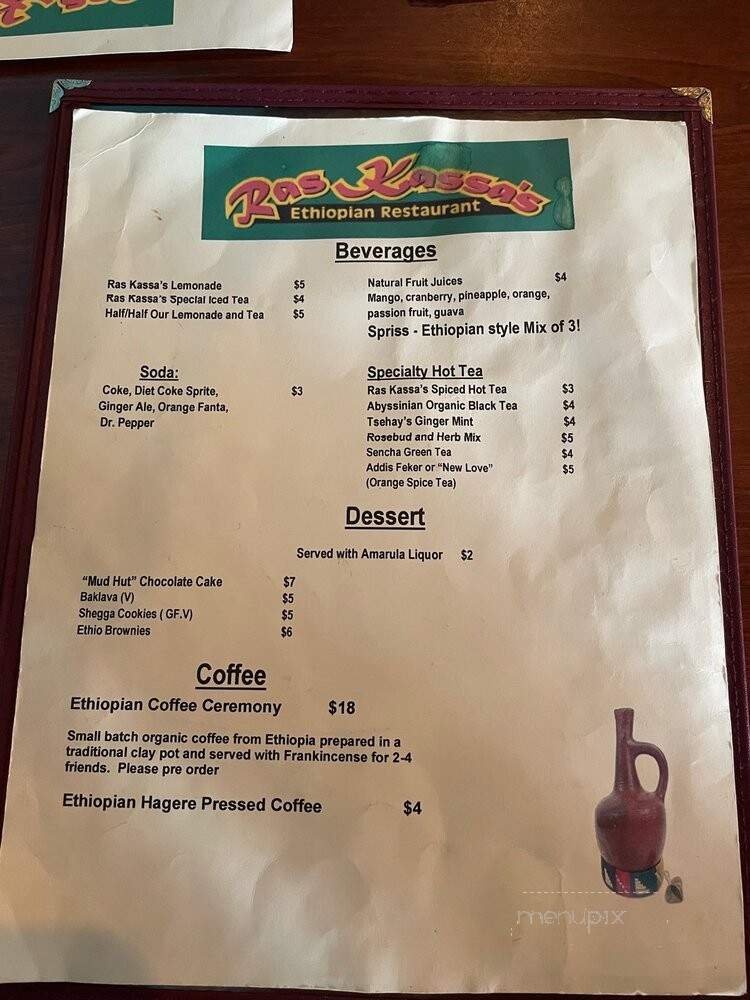 Ras Kassa's
Ethiopian Restaurant
Beverages
Ras Kassa's Lemonade $5
Ras Kassa's Special Iced Tea $4
Half/Half Our Lemonade and Tea $5
Natural Fruit Juices $4
Mango, cranberry, pineapple, orange,
passion fruit, guava
Spriss - Ethiopian style Mix of 3!
Soda:
Coke, Diet Coke Sprite, $3
Ginger Ale, Orange Fanta,
Dr. Pepper
Specialty Hot Tea
Ras Kassa's Spiced Hot Tea $3
Abyssinian Organic Black Tea $4
Tsehay's Ginger Mint $4
Rosebud and Herb Mix $5
Sencha Green Tea $4
Addis Feker or "New Love" $5
(Orange Spice Tea)
Dessert
Served with Amarula Liquor $2
"Mud Hut" Chocolate Cake $7
Baklava (V) $5
Shegga Cookies ( GF.V) $5
Ethio Brownies $6
Coffee
Ethiopian Coffee Ceremony $18
Small batch organic coffee from Ethiopia prepared in a
traditional clay pot and served with Frankincense for 2-4
friends. Please pre order
Ethiopian Hagere Pressed Coffee $4
menupix